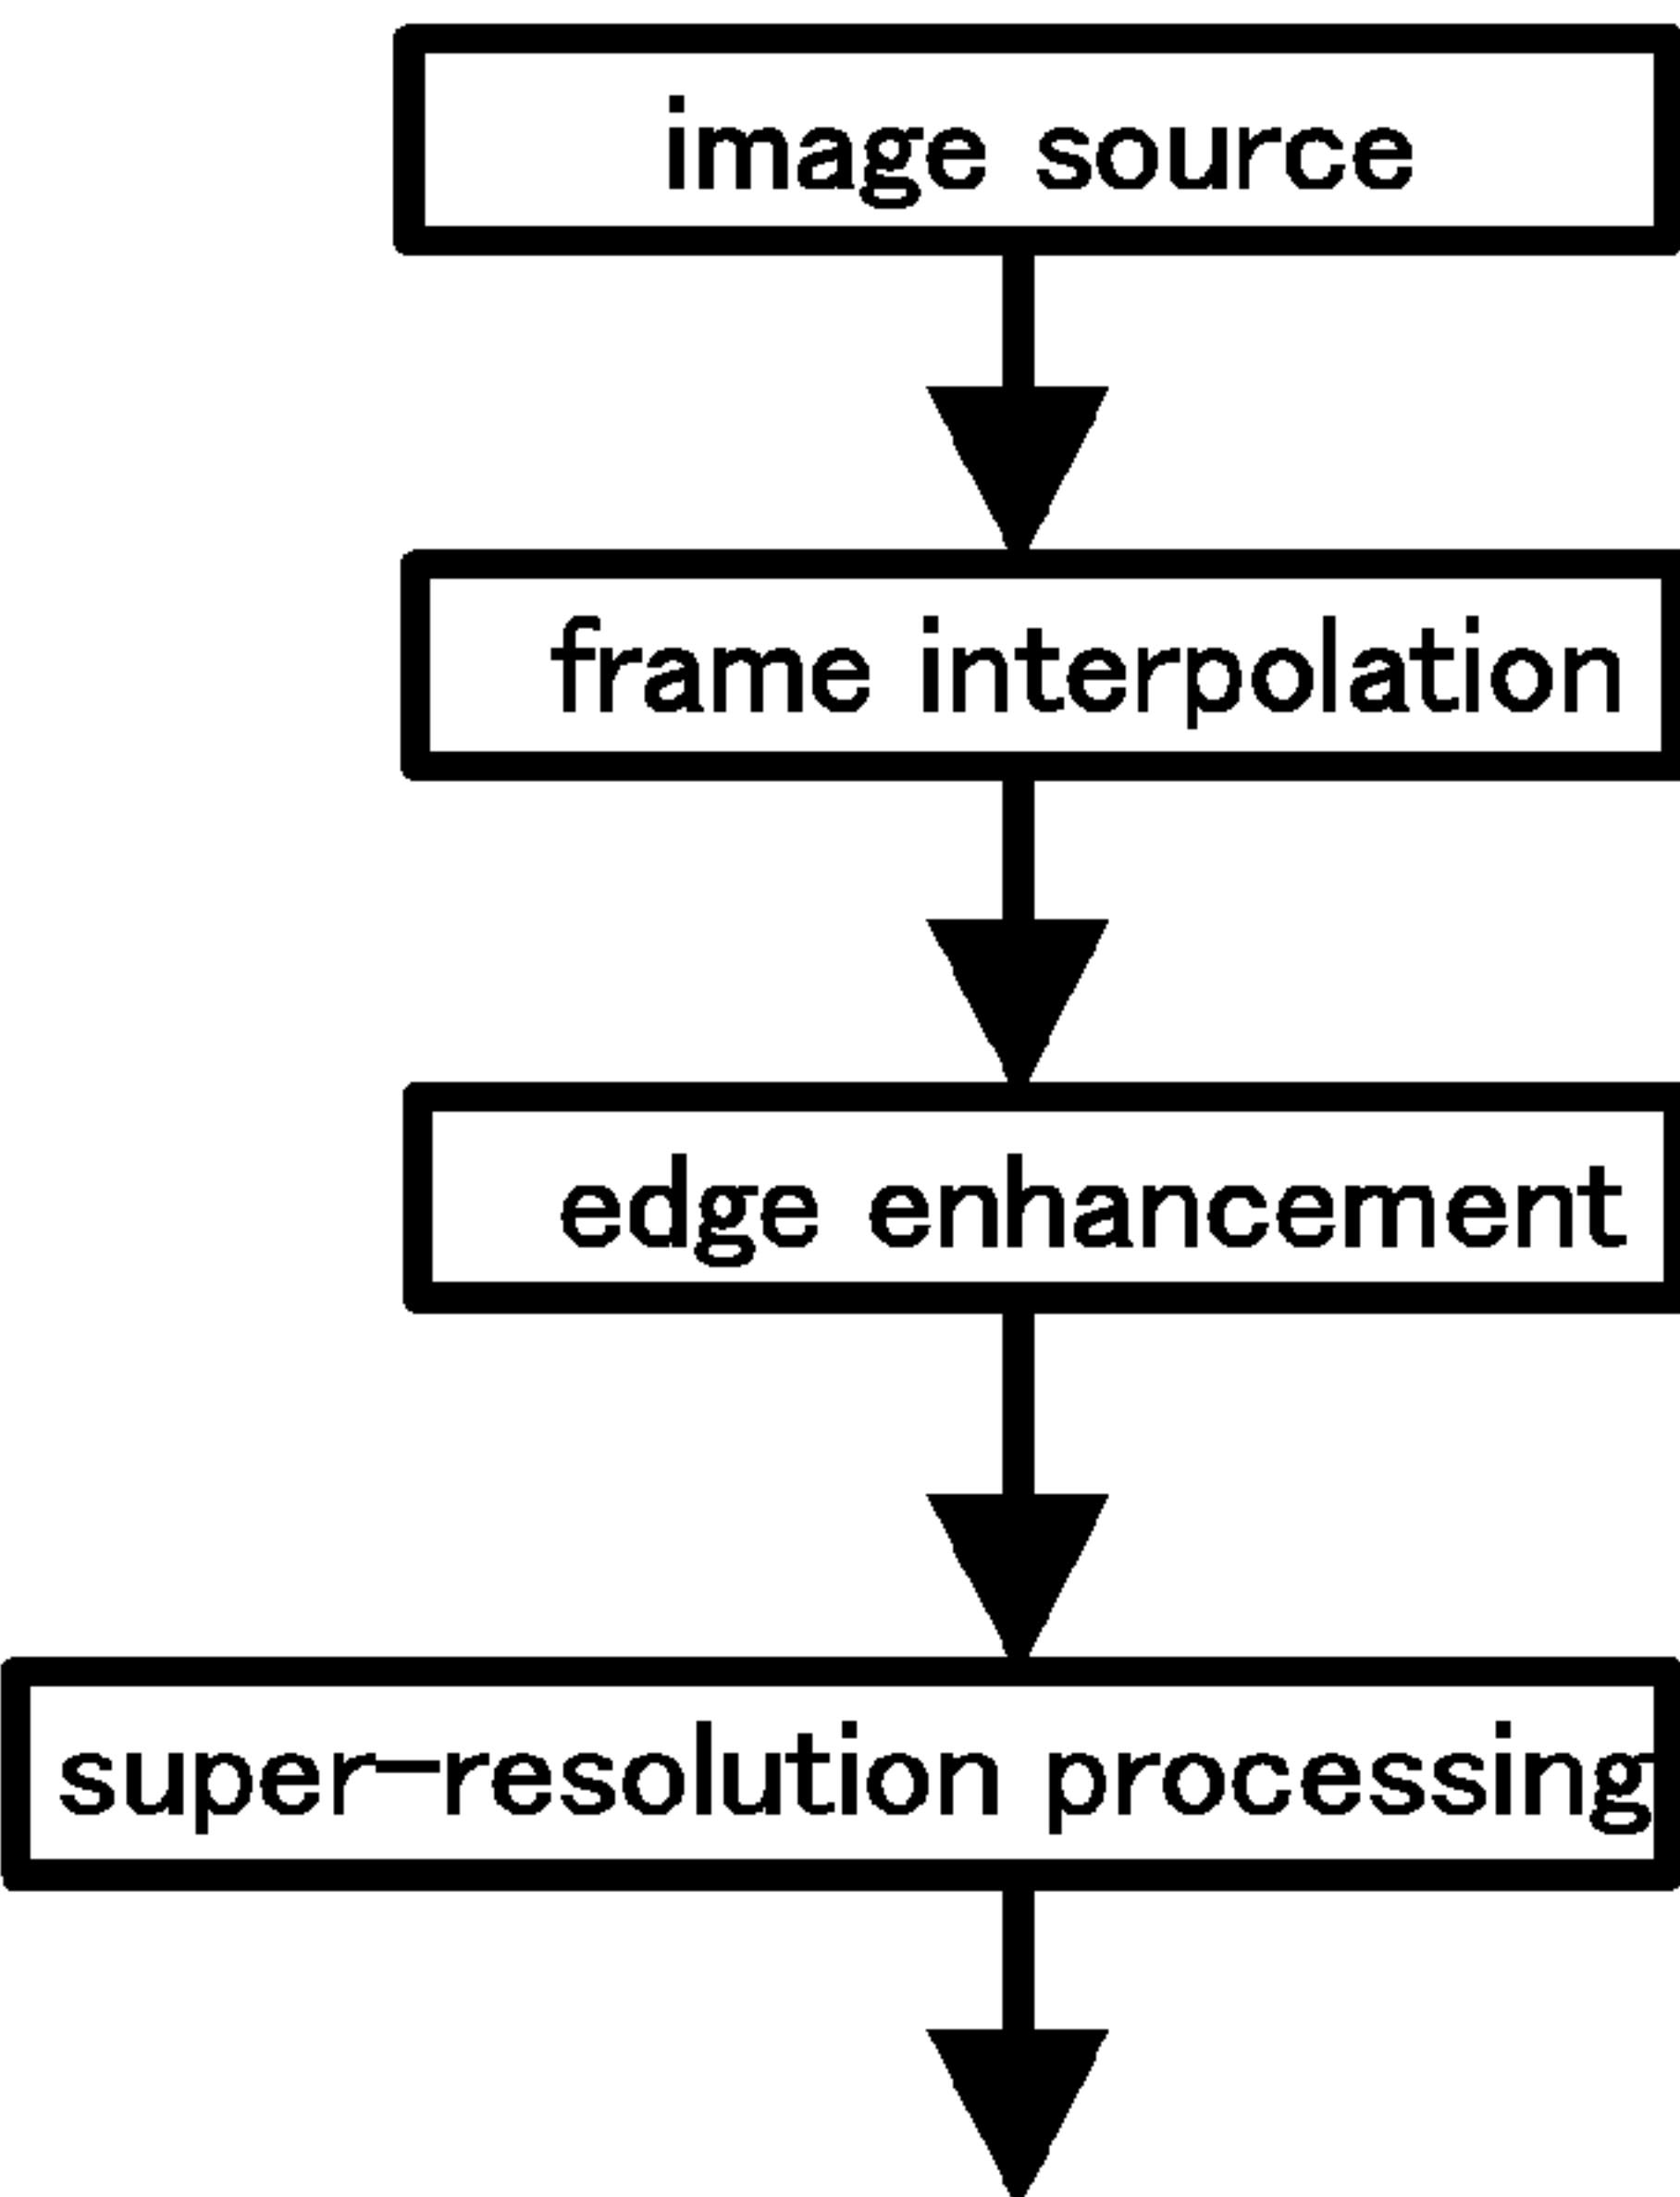 image source
frame interpolation
edge enhancement
super-resolution processing